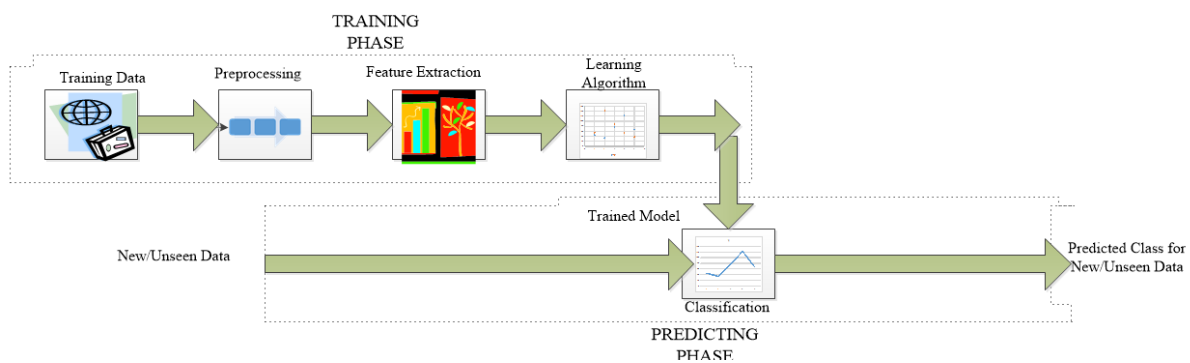 TRAINING
PHASE
Training Data
Preprocessing
Feature Extraction
Learning
Algorithm
Trained Model
New/Unseen Data
Predicted Class for
New/Unseen Data
Classification
PREDICTING
PHASE